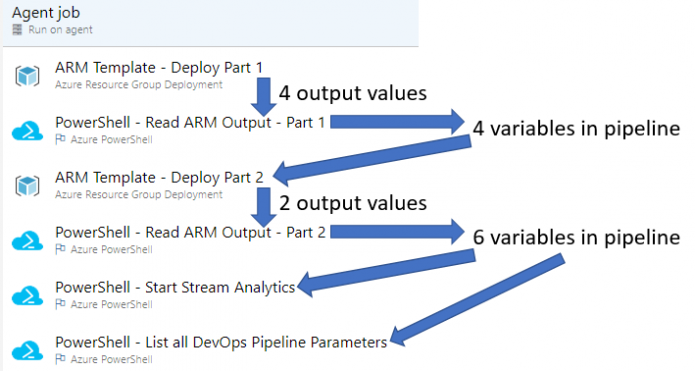 Agent job
Run on agent
ARM Template - Deploy Part 1
Azure Resource Group Deployment
4 output values
PowerShell - Read ARM Output - Part 1
Azure PowerShell
4 variables in pipeline
ARM Template - Deploy Part 2
Azure Resource Group Deployment
2 output values
PowerShell - Read ARM Output - Part 2
Azure PowerShell
6 variables in pipeline
PowerShell - Start Stream Analytics
Azure PowerShell
PowerShell - List all DevOps Pipeline Parameters
Azure PowerShell